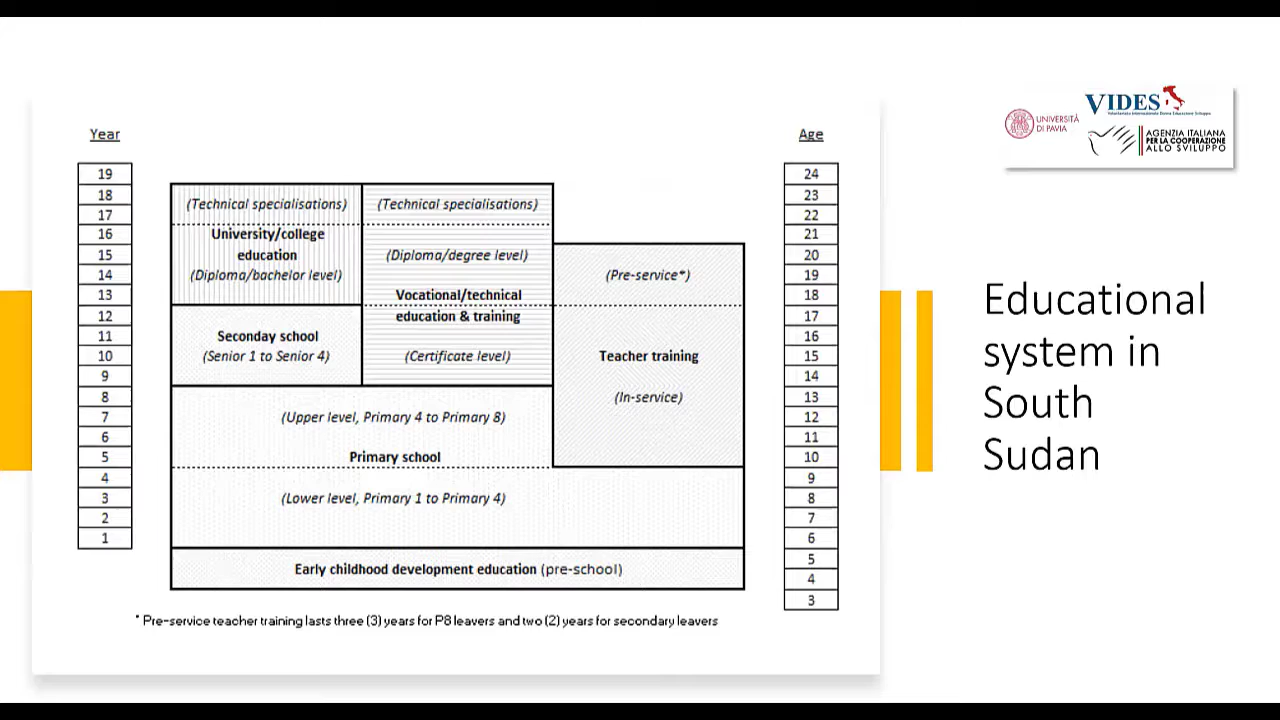 Year
Age
19
18
17
16
15
14
13
12
11
10
9
8
7
6
5
4
3
2
1
(Technical specialisations)
University/college
education
(Diploma/bachelor level)
Seconday school
(Senior 1 to Senior 4)
(Technical specialisations)
(Diploma/degree level)
Vocational/technical
education & training
(Certificate level)
(Pre-service*)
Teacher training
(In-service)
(Upper level, Primary 4 to Primary 8)
Primary school
(Lower level, Primary 1 to Primary 4)
Early childhood development education (pre-school)
24
23
22
21
20
19
18
17
16
15
14
13
12
11
10
9
8
7
6
5
4
3
* Pre-service teacher training lasts three (3) years for P8 leavers and two (2) years for secondary leavers
VIDES
Volontariato Internazionale Donna Educazione Sviluppo
UNIVERSITÀ
DI PAVIA
AGENZIA ITALIANA
PER LA COOPERAZIONE
ALLO SVILUPPO
Educational
system in
South
Sudan